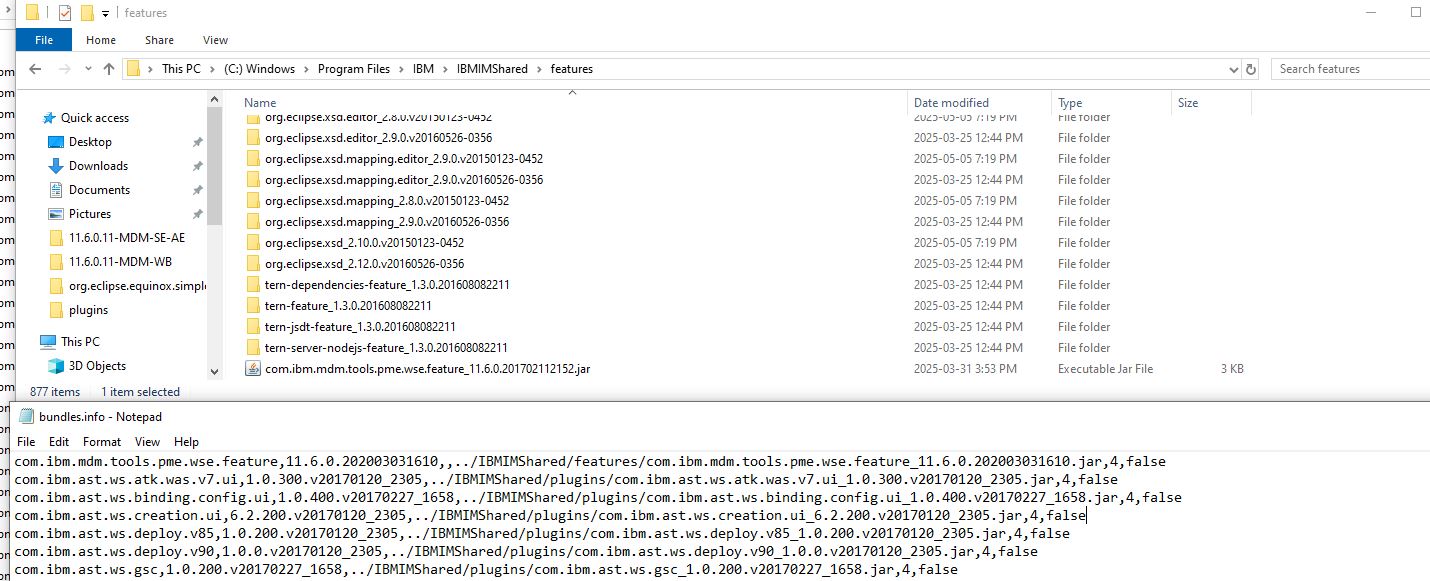 features
File Home Share View
This PC > (C:) Windows > Program Files > IBM > IBMIMShared > features
Search features
Name Date modified Type Size
org.eclipse.xsd.editor_2.8.0.v20150123-0452 2025-05-05 7:19 PM File folder
org.eclipse.xsd.editor_2.9.0.v20160526-0356 2025-03-25 12:44 PM File folder
org.eclipse.xsd.mapping.editor_2.9.0.v20150123-0452 2025-05-05 7:19 PM File folder
org.eclipse.xsd.mapping.editor_2.9.0.v20160526-0356 2025-03-25 12:44 PM File folder
org.eclipse.xsd.mapping_2.8.0.v20150123-0452 2025-05-05 7:19 PM File folder
org.eclipse.xsd.mapping_2.9.0.v20160526-0356 2025-03-25 12:44 PM File folder
org.eclipse.xsd_2.10.0.v20150123-0452 2025-05-05 7:19 PM File folder
org.eclipse.xsd_2.12.0.v20160526-0356 2025-03-25 12:44 PM File folder
tern-dependencies-feature_1.3.0.201608082211 2025-03-25 12:44 PM File folder
tern-feature_1.3.0.201608082211 2025-03-25 12:44 PM File folder
tern-jsdt-feature_1.3.0.201608082211 2025-03-25 12:44 PM File folder
tern-server-nodejs-feature_1.3.0.201608082211 2025-03-25 12:44 PM File folder
com.ibm.mdm.tools.pme.wse.feature_11.6.0.201702112152.jar 2025-03-31 3:53 PM Executable Jar File 3 KB
Quick access
Desktop
Downloads
Documents
Pictures
11.6.0.11-MDM-SE-AE
11.6.0.11-MDM-WB
org.eclipse.equinox.simple
plugins
This PC
3D Objects
877 items 1 item selected
bundles.info - Notepad
File Edit Format View Help
com.ibm.mdm.tools.pme.wse.feature,11.6.0.202003031610,,../IBMIMShared/features/com.ibm.mdm.tools.pme.wse.feature_11.6.0.202003031610.jar,4,false
com.ibm.ast.ws.atk.was.v7.ui,1.0.300.v20170120_2305,../IBMIMShared/plugins/com.ibm.ast.ws.atk.was.v7.ui_1.0.300.v20170120_2305.jar,4,false
com.ibm.ast.ws.binding.config.ui,1.0.400.v20170227_1658,../IBMIMShared/plugins/com.ibm.ast.ws.binding.config.ui_1.0.400.v20170227_1658.jar,4,false
com.ibm.ast.ws.creation.ui,6.2.200.v20170120_2305,../IBMIMShared/plugins/com.ibm.ast.ws.creation.ui_6.2.200.v20170120_2305.jar,4,false
com.ibm.ast.ws.deploy.v85,1.0.200.v20170120_2305,../IBMIMShared/plugins/com.ibm.ast.ws.deploy.v85_1.0.200.v20170120_2305.jar,4,false
com.ibm.ast.ws.deploy.v90,1.0.0.v20170120_2305,../IBMIMShared/plugins/com.ibm.ast.ws.deploy.v90_1.0.0.v20170120_2305.jar,4,false
com.ibm.ast.ws.gsc,1.0.200.v20170227_1658,../IBMIMShared/plugins/com.ibm.ast.ws.gsc_1.0.200.v20170227_1658.jar,4,false